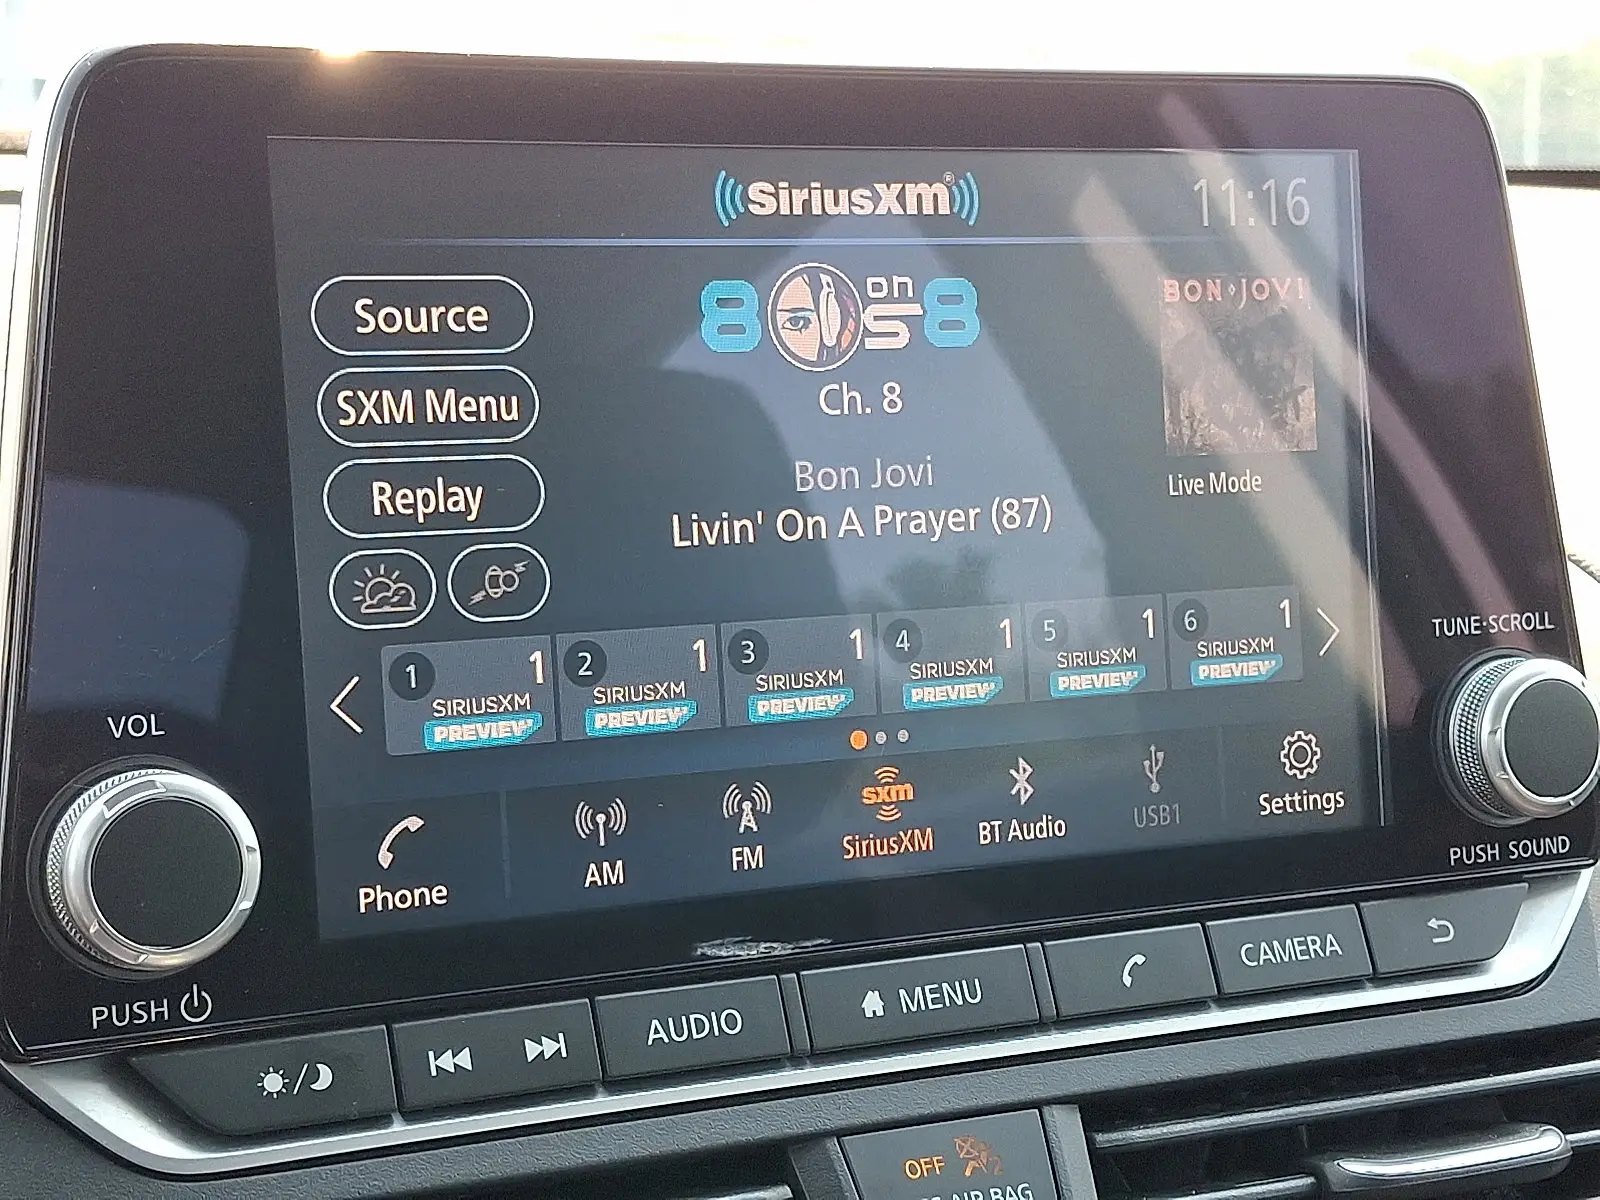 SiriusXm®
11:16
Source
SXM Menu
Replay
8Os on 8
Ch. 8
BON JOVI
Live Mode
Bon Jovi
Livin' On A Prayer (87)
1 1 SIRIUSXM PREVIEW
2 1 SIRIUSXM PREVIEW
3 1 SIRIUSXM PREVIEW
4 1 SIRIUSXM PREVIEW
5 1 SIRIUSXM PREVIEW
6 1 SIRIUSXM PREVIEW
Phone
AM
FM
sxm
SiriusXM
BT Audio
USB1
Settings
VOL
PUSH
TUNE·SCROLL
PUSH SOUND
AUDIO
MENU
CAMERA
OFF
AIR BAG